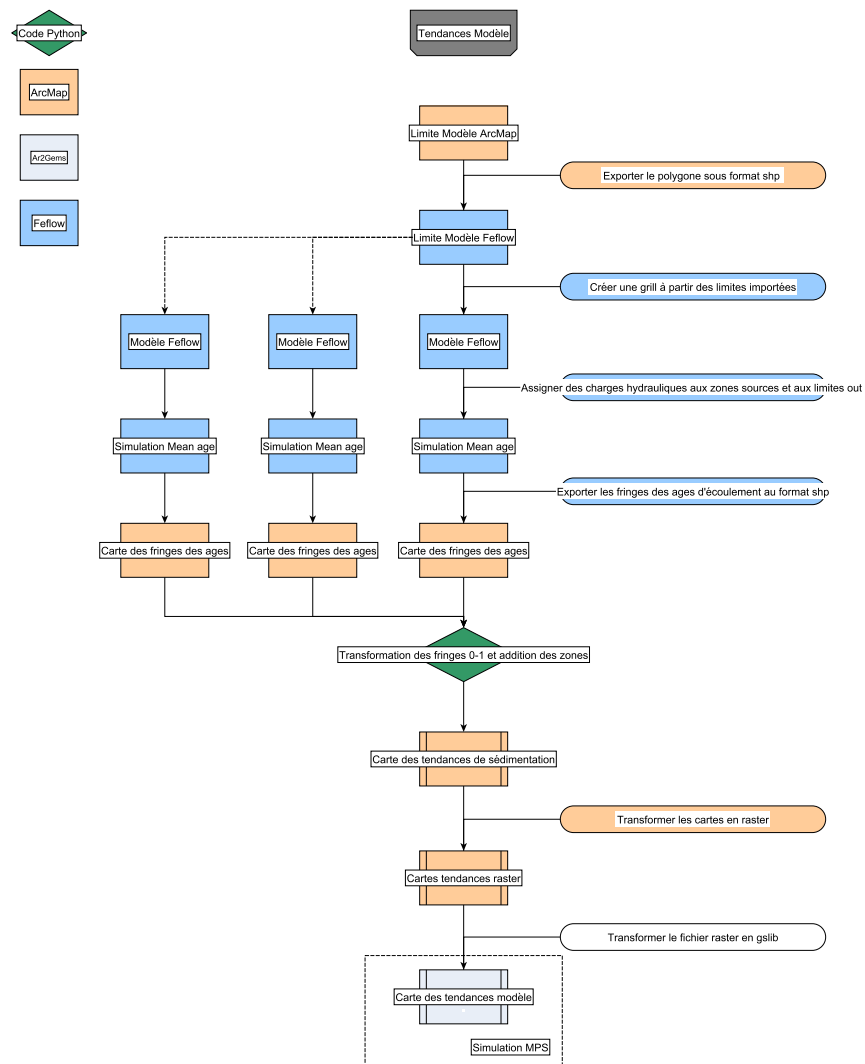 Code Python
Tendances Modèle
ArcMap
Limite Modèle ArcMap
Ar2Gems
Exporter le polygone sous format shp
Feflow
Limite Modèle Feflow
Créer une grill à partir des limites importées
Modèle Feflow
Modèle Feflow
Modèle Feflow
Assigner des charges hydrauliques aux zones sources et aux limites out
Simulation Mean age
Simulation Mean age
Simulation Mean age
Exporter les fringes des ages d'écoulement au format shp
Carte des fringes des ages
Carte des fringes des ages
Carte des fringes des ages
Transformation des fringes 0-1 et addition des zones
Carte des tendances de sédimentation
Transformer les cartes en raster
Cartes tendances raster
Transformer le fichier raster en gslib
Carte des tendances modèle
Simulation MPS